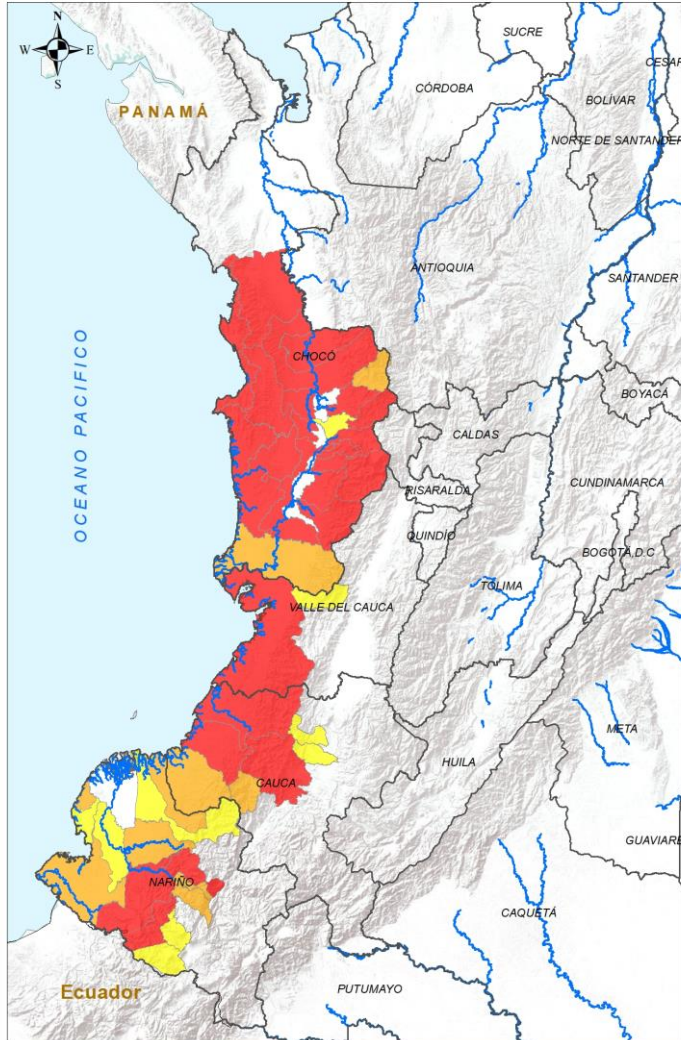 N
W E
S
SUCRE
CESAR
CÓRDOBA
BOLÍVAR
PANAMÁ
NORTE DE SANTANDER
ANTIOQUIA
SANTANDER
OCEANO PACIFICO
CHOCÓ
BOYACÁ
CALDAS
RISARALDA
CUNDINAMARCA
QUINDÍO
BOGOTÁ,D.C
TOLIMA
VALLE DEL CAUCA
META
HUILA
CAUCA
GUAVIARE
NARIÑO
CAQUETÁ
Ecuador
PUTUMAYO